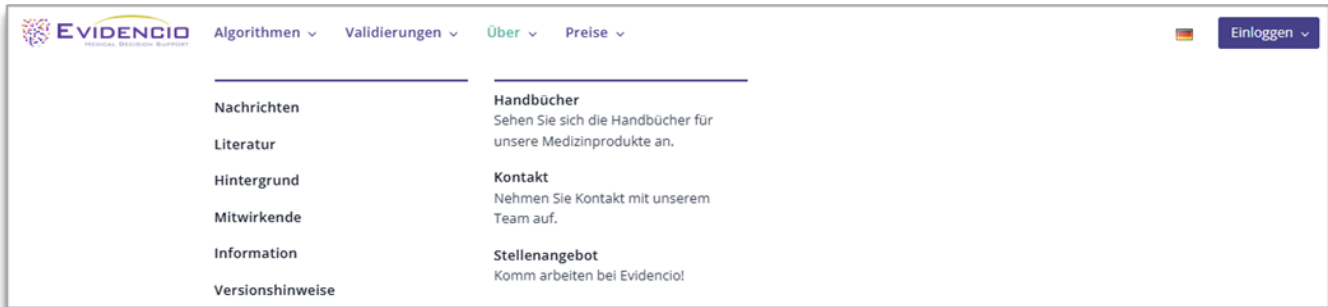 EVIDENCIO
MEDICAL DECISION SUPPORT
Algorithmen
Validierungen
Über
Preise
Einloggen
Nachrichten
Literatur
Hintergrund
Mitwirkende
Information
Versionshinweise
Handbücher
Sehen Sie sich die Handbücher für
unsere Medizinprodukte an.
Kontakt
Nehmen Sie Kontakt mit unserem
Team auf.
Stellenangebot
Komm arbeiten bei Evidencio!